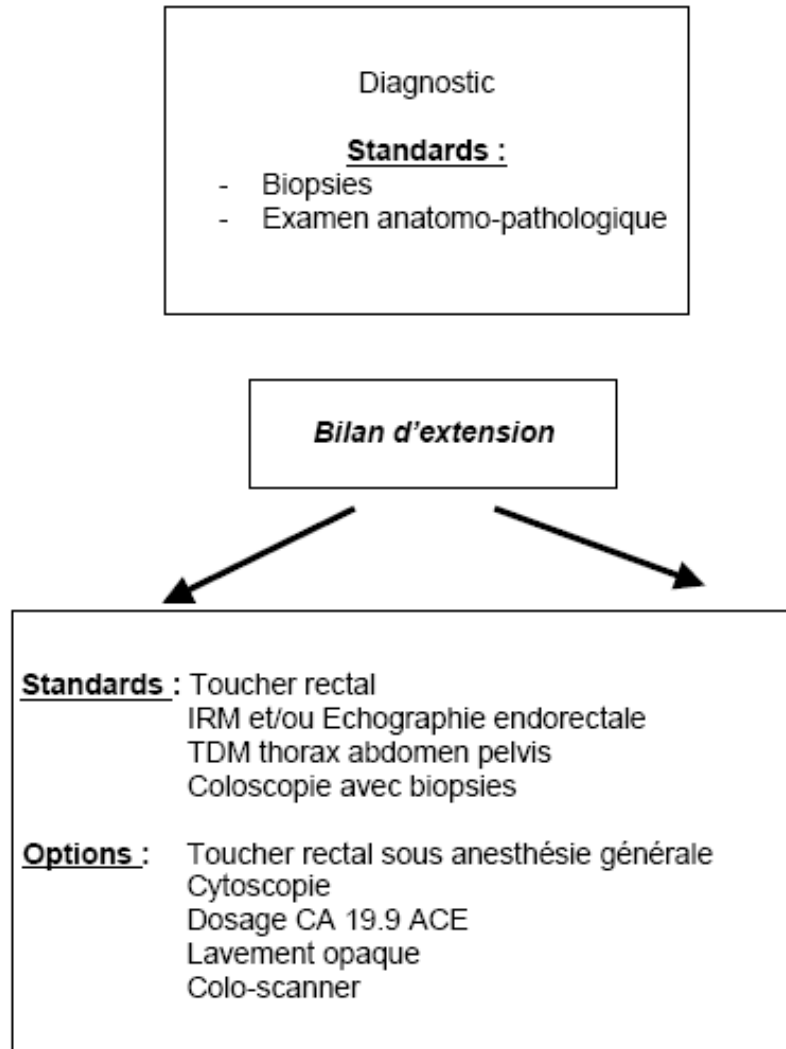 Diagnostic
Standards :
- Biopsies
- Examen anatomo-pathologique
Bilan d'extension
Standards : Toucher rectal
IRM et/ou Echographie endorectale
TDM thorax abdomen pelvis
Coloscopie avec biopsies
Options : Toucher rectal sous anesthésie générale
Cytoscopie
Dosage CA 19.9 ACE
Lavement opaque
Colo-scanner